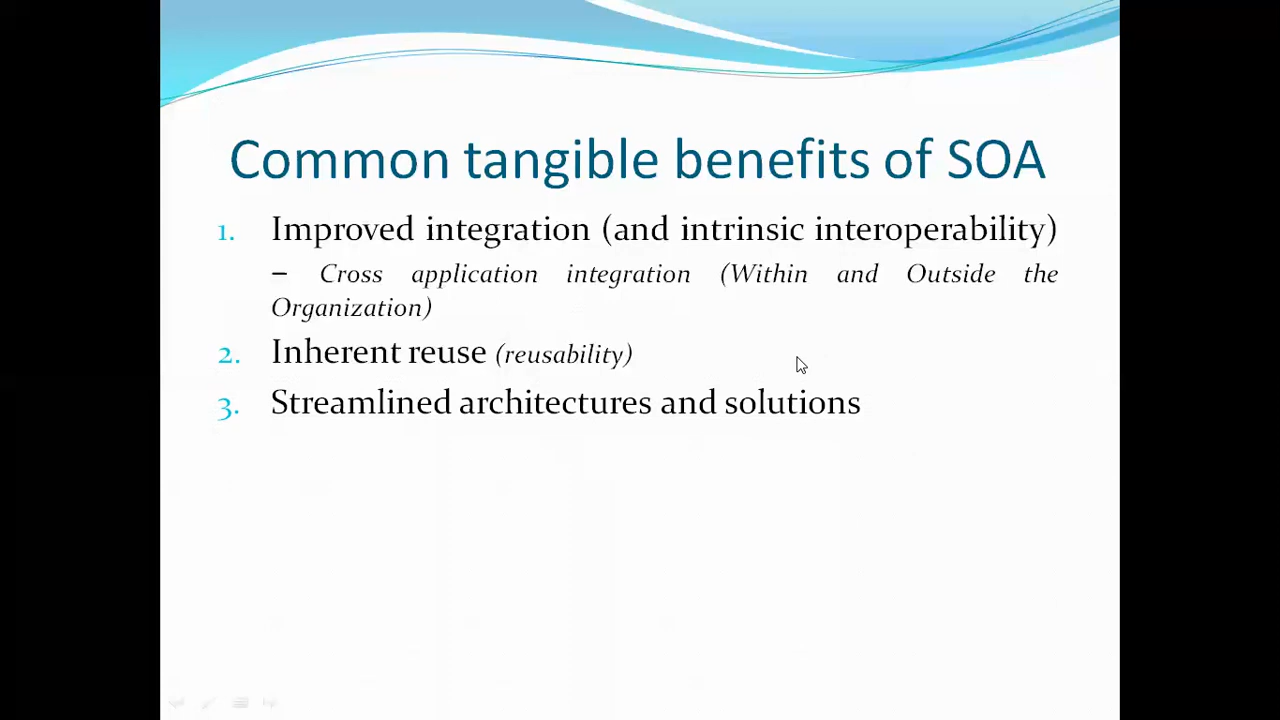 Common tangible benefits of SOA
1. Improved integration (and intrinsic interoperability)
– Cross application integration (Within and Outside the
Organization)
2. Inherent reuse (reusability)
3. Streamlined architectures and solutions